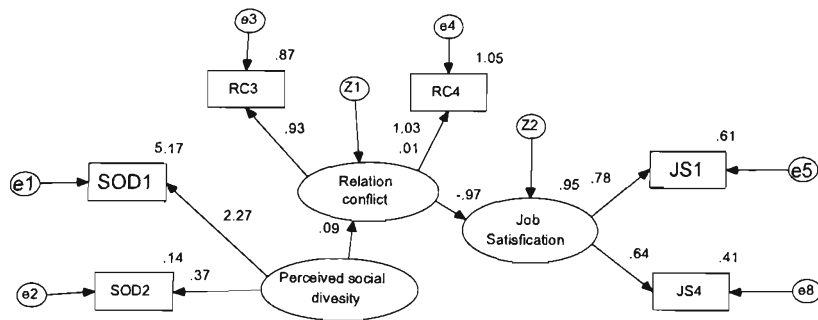 e3
e4
.87
1.05
RC3
Z1
RC4
Z2
.93
1.03
.01
5.17
.61
e1
SOD1
Relation
conflict
.95
.78
JS1
e5
-.97
Job
Satisfication
2.27
.09
.64
.14
.37
.41
e2
SOD2
Perceived social
divesity
JS4
e8